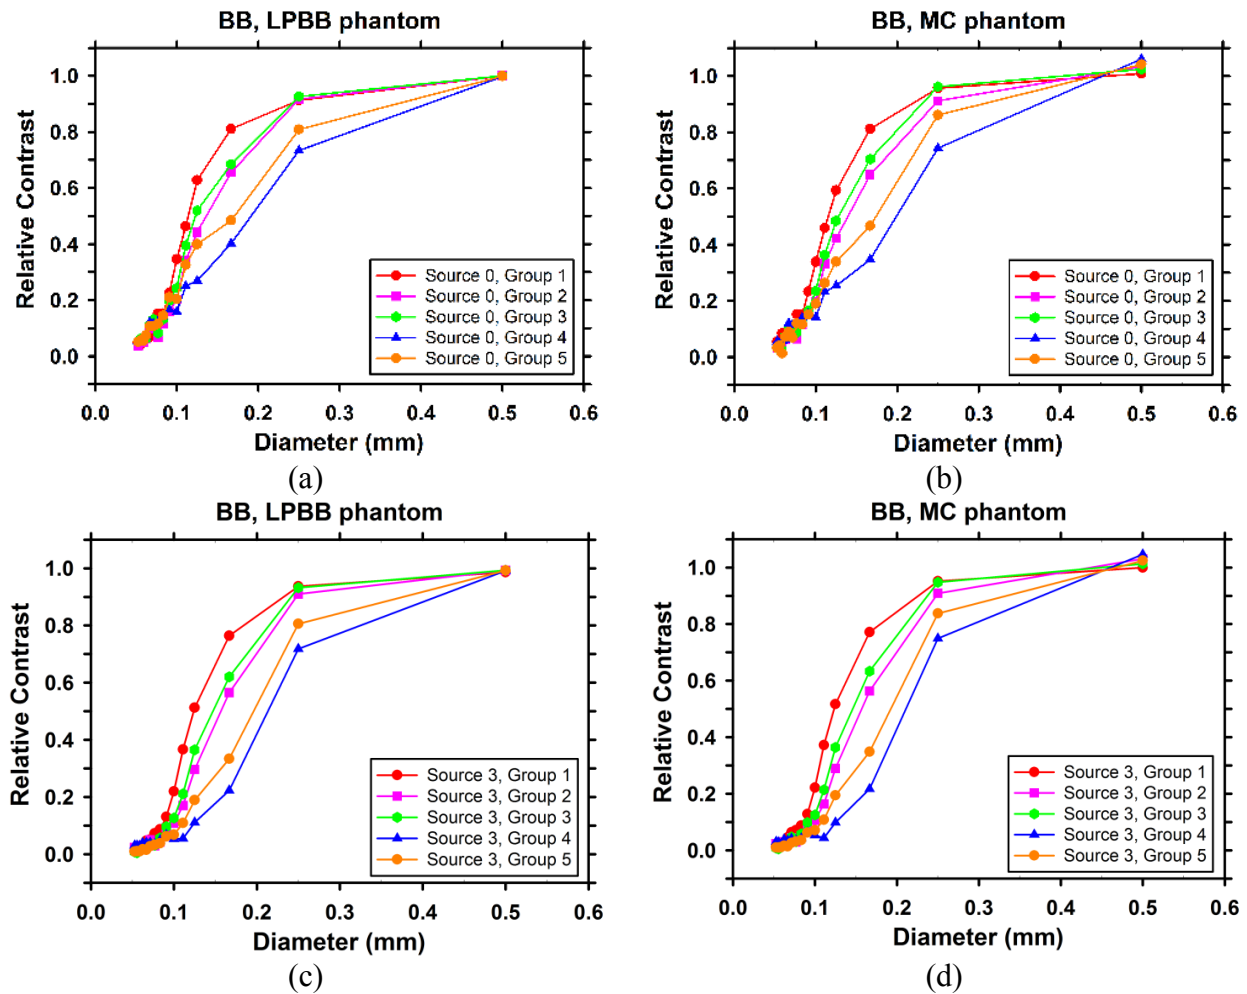 BB, LPBB phantom
Relative Contrast
1.0
0.8
0.6
0.4
0.2
0.0
Source 0, Group 1
Source 0, Group 2
Source 0, Group 3
Source 0, Group 4
Source 0, Group 5
0.0 0.1 0.2 0.3 0.4 0.5 0.6
Diameter (mm)
(a)
BB, MC phantom
Relative Contrast
1.0
0.8
0.6
0.4
0.2
0.0
Source 0, Group 1
Source 0, Group 2
Source 0, Group 3
Source 0, Group 4
Source 0, Group 5
0.0 0.1 0.2 0.3 0.4 0.5 0.6
Diameter (mm)
(b)
BB, LPBB phantom
Relative Contrast
1.0
0.8
0.6
0.4
0.2
0.0
Source 3, Group 1
Source 3, Group 2
Source 3, Group 3
Source 3, Group 4
Source 3, Group 5
0.0 0.1 0.2 0.3 0.4 0.5 0.6
Diameter (mm)
(c)
BB, MC phantom
Relative Contrast
1.0
0.8
0.6
0.4
0.2
0.0
Source 3, Group 1
Source 3, Group 2
Source 3, Group 3
Source 3, Group 4
Source 3, Group 5
0.0 0.1 0.2 0.3 0.4 0.5 0.6
Diameter (mm)
(d)